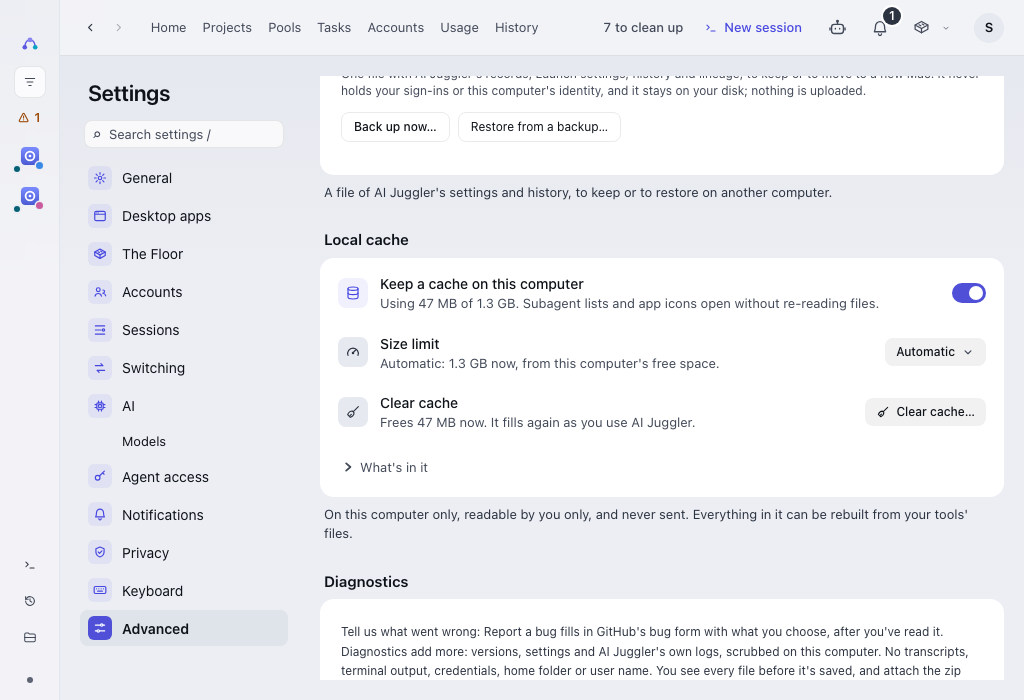 Home Projects Pools Tasks Accounts Usage History 7 to clean up New session 1 S
1
Settings
Search settings /
General
Desktop apps
The Floor
Accounts
Sessions
Switching
AI
Models
Agent access
Notifications
Privacy
Keyboard
Advanced
holds your sign-ins or this computer's identity, and it stays on your disk; nothing is uploaded.
Back up now... Restore from a backup...
A file of AI Juggler's settings and history, to keep or to restore on another computer.
Local cache
Keep a cache on this computer
Using 47 MB of 1.3 GB. Subagent lists and app icons open without re-reading files.
Size limit
Automatic: 1.3 GB now, from this computer's free space.
Automatic
Clear cache
Frees 47 MB now. It fills again as you use AI Juggler.
Clear cache...
What's in it
On this computer only, readable by you only, and never sent. Everything in it can be rebuilt from your tools'
files.
Diagnostics
Tell us what went wrong: Report a bug fills in GitHub's bug form with what you choose, after you've read it.
Diagnostics add more: versions, settings and AI Juggler's own logs, scrubbed on this computer. No transcripts,
terminal output, credentials, home folder or user name. You see every file before it's saved, and attach the zip